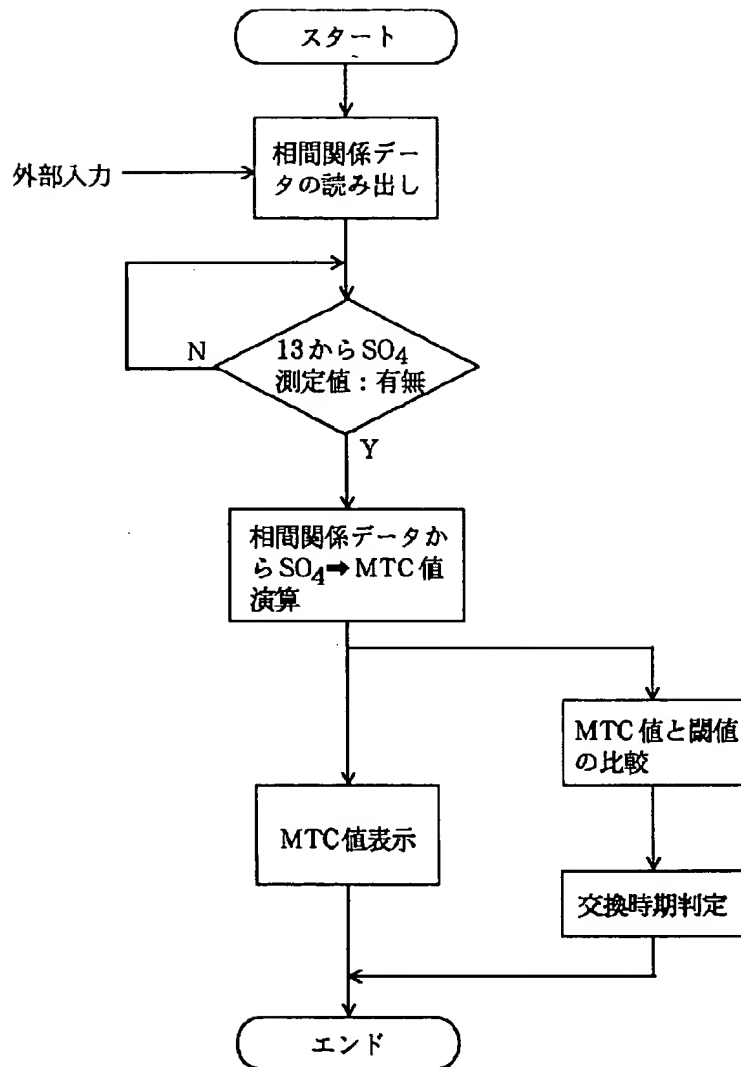 スタート
外部入力
相間関係デー
タの読み出し
13からSO4
測定値：有無
N
Y
相間関係データか
らSO4➡MTC値
演算
MTC値と閾値
の比較
MTC値表示
交換時期判定
エンド